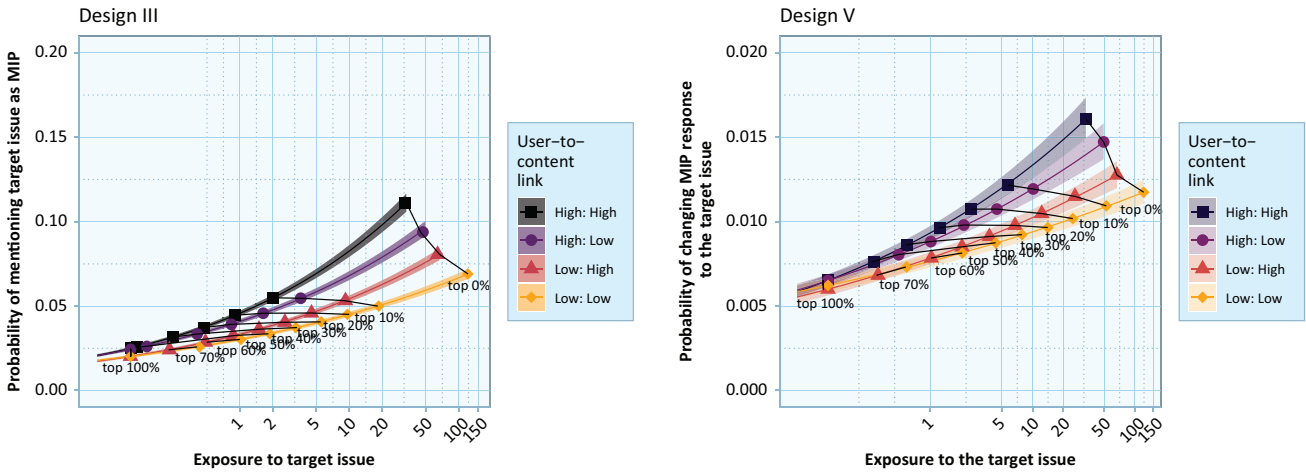 Design III
Probability of mentioning target issue as MIP
0.20
0.15
0.10
0.05
0.00
top 100%
top 70%
top 60%
top 50%
top 40%
top 30%
top 20%
top 10%
top 0%
1
2
5
10
20
50
100
150
Exposure to target issue
User–to–
content
link
High: High
High: Low
Low: High
Low: Low
Design V
Probability of changing MIP response
to the target issue
0.020
0.015
0.010
0.005
0.000
top 100%
top 70%
top 60%
top 50%
top 40%
top 30%
top 20%
top 10%
top 0%
1
5
10
20
50
100
150
Exposure to the target issue
User–to–
content
link
High: High
High: Low
Low: High
Low: Low